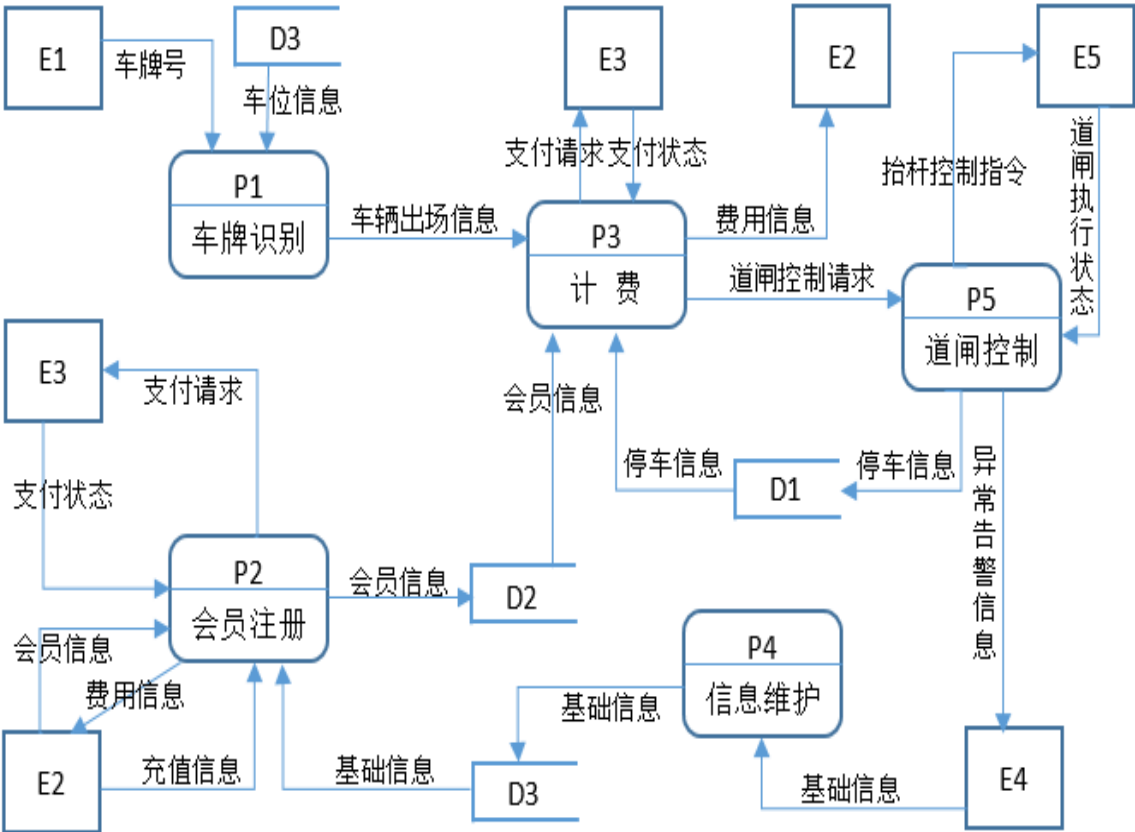 E1
车牌号
D3
车位信息
E3
E2
E5
支付请求
支付状态
抬杆控制指令
道闸执行状态
P1
车牌识别
车辆出场信息
P3
计 费
费用信息
道闸控制请求
P5
道闸控制
E3
支付请求
会员信息
支付状态
停车信息
D1
停车信息
异常告警信息
P2
会员注册
会员信息
D2
会员信息
费用信息
P4
信息维护
基础信息
E2
充值信息
基础信息
D3
基础信息
E4